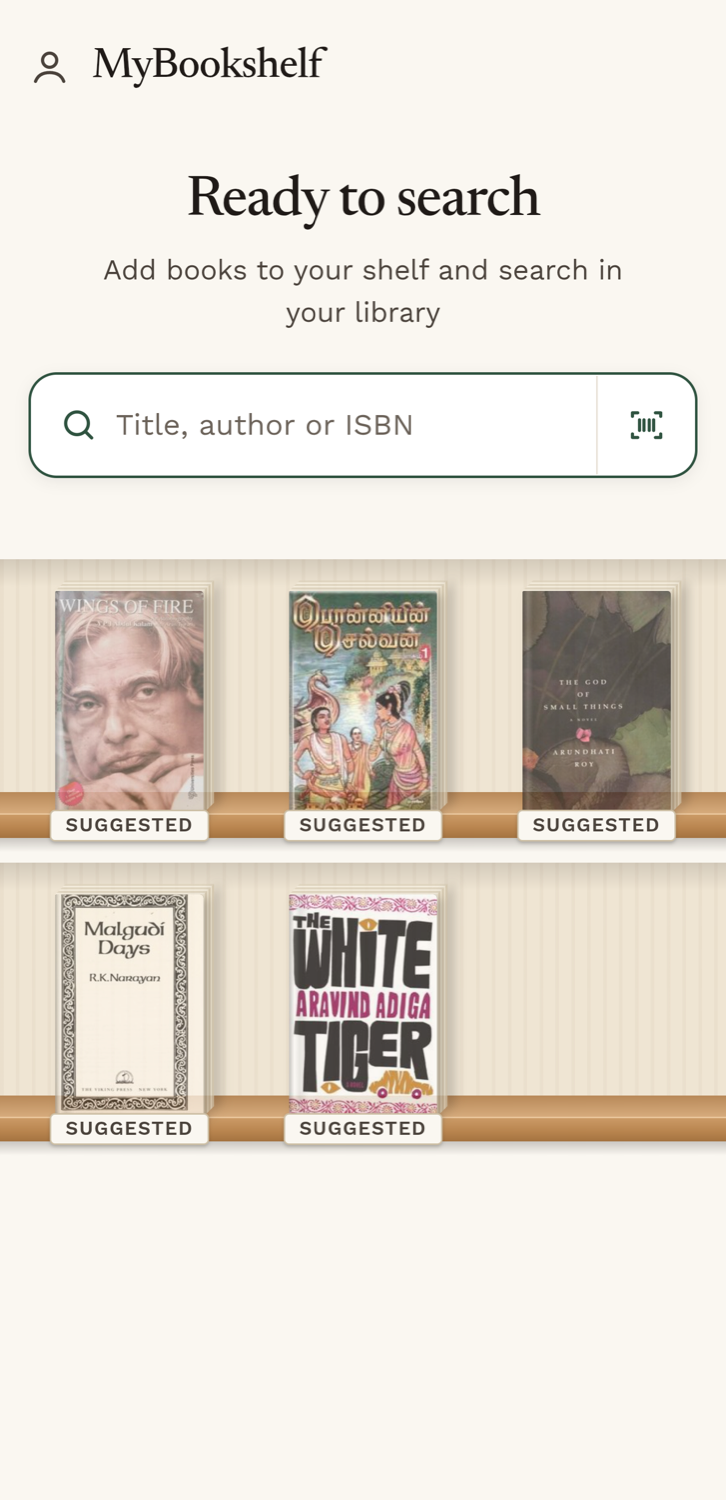 MyBookshelf
Ready to search
Add books to your shelf and search in
your library
Title, author or ISBN
WINGS OF FIRE
SUGGESTED
பொன்னியின்
செல்வன்
1
SUGGESTED
THE GOD
OF
SMALL THINGS
A NOVEL
ARUNDHATI
ROY
SUGGESTED
Malgudi
Days
R.K.Narayan
THE VIKING PRESS · NEW YORK
SUGGESTED
THE
WHITE
ARAVIND ADIGA
TIGER
SUGGESTED